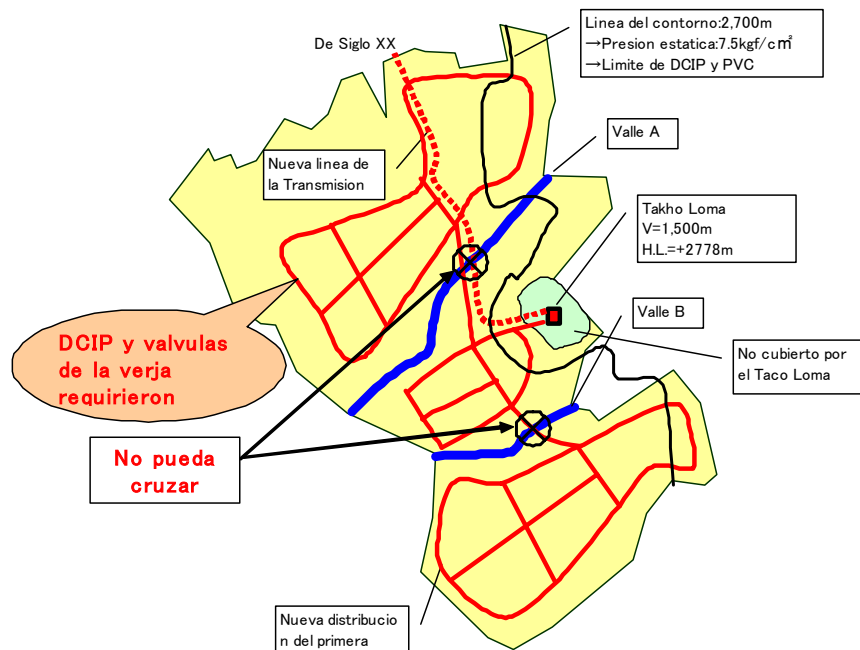 Linea del contorno:2,700m
→Presion estatica:7.5kgf/c㎡
→Limite de DCIP y PVC
De Siglo XX
Valle A
Nueva linea de
la Transmision
Takho Loma
V=1,500m
H.L.=+2778m
Valle B
DCIP y valvulas
de la verja
requirieron
No cubierto por
el Taco Loma
No pueda
cruzar
Nueva distribucio
n del primera